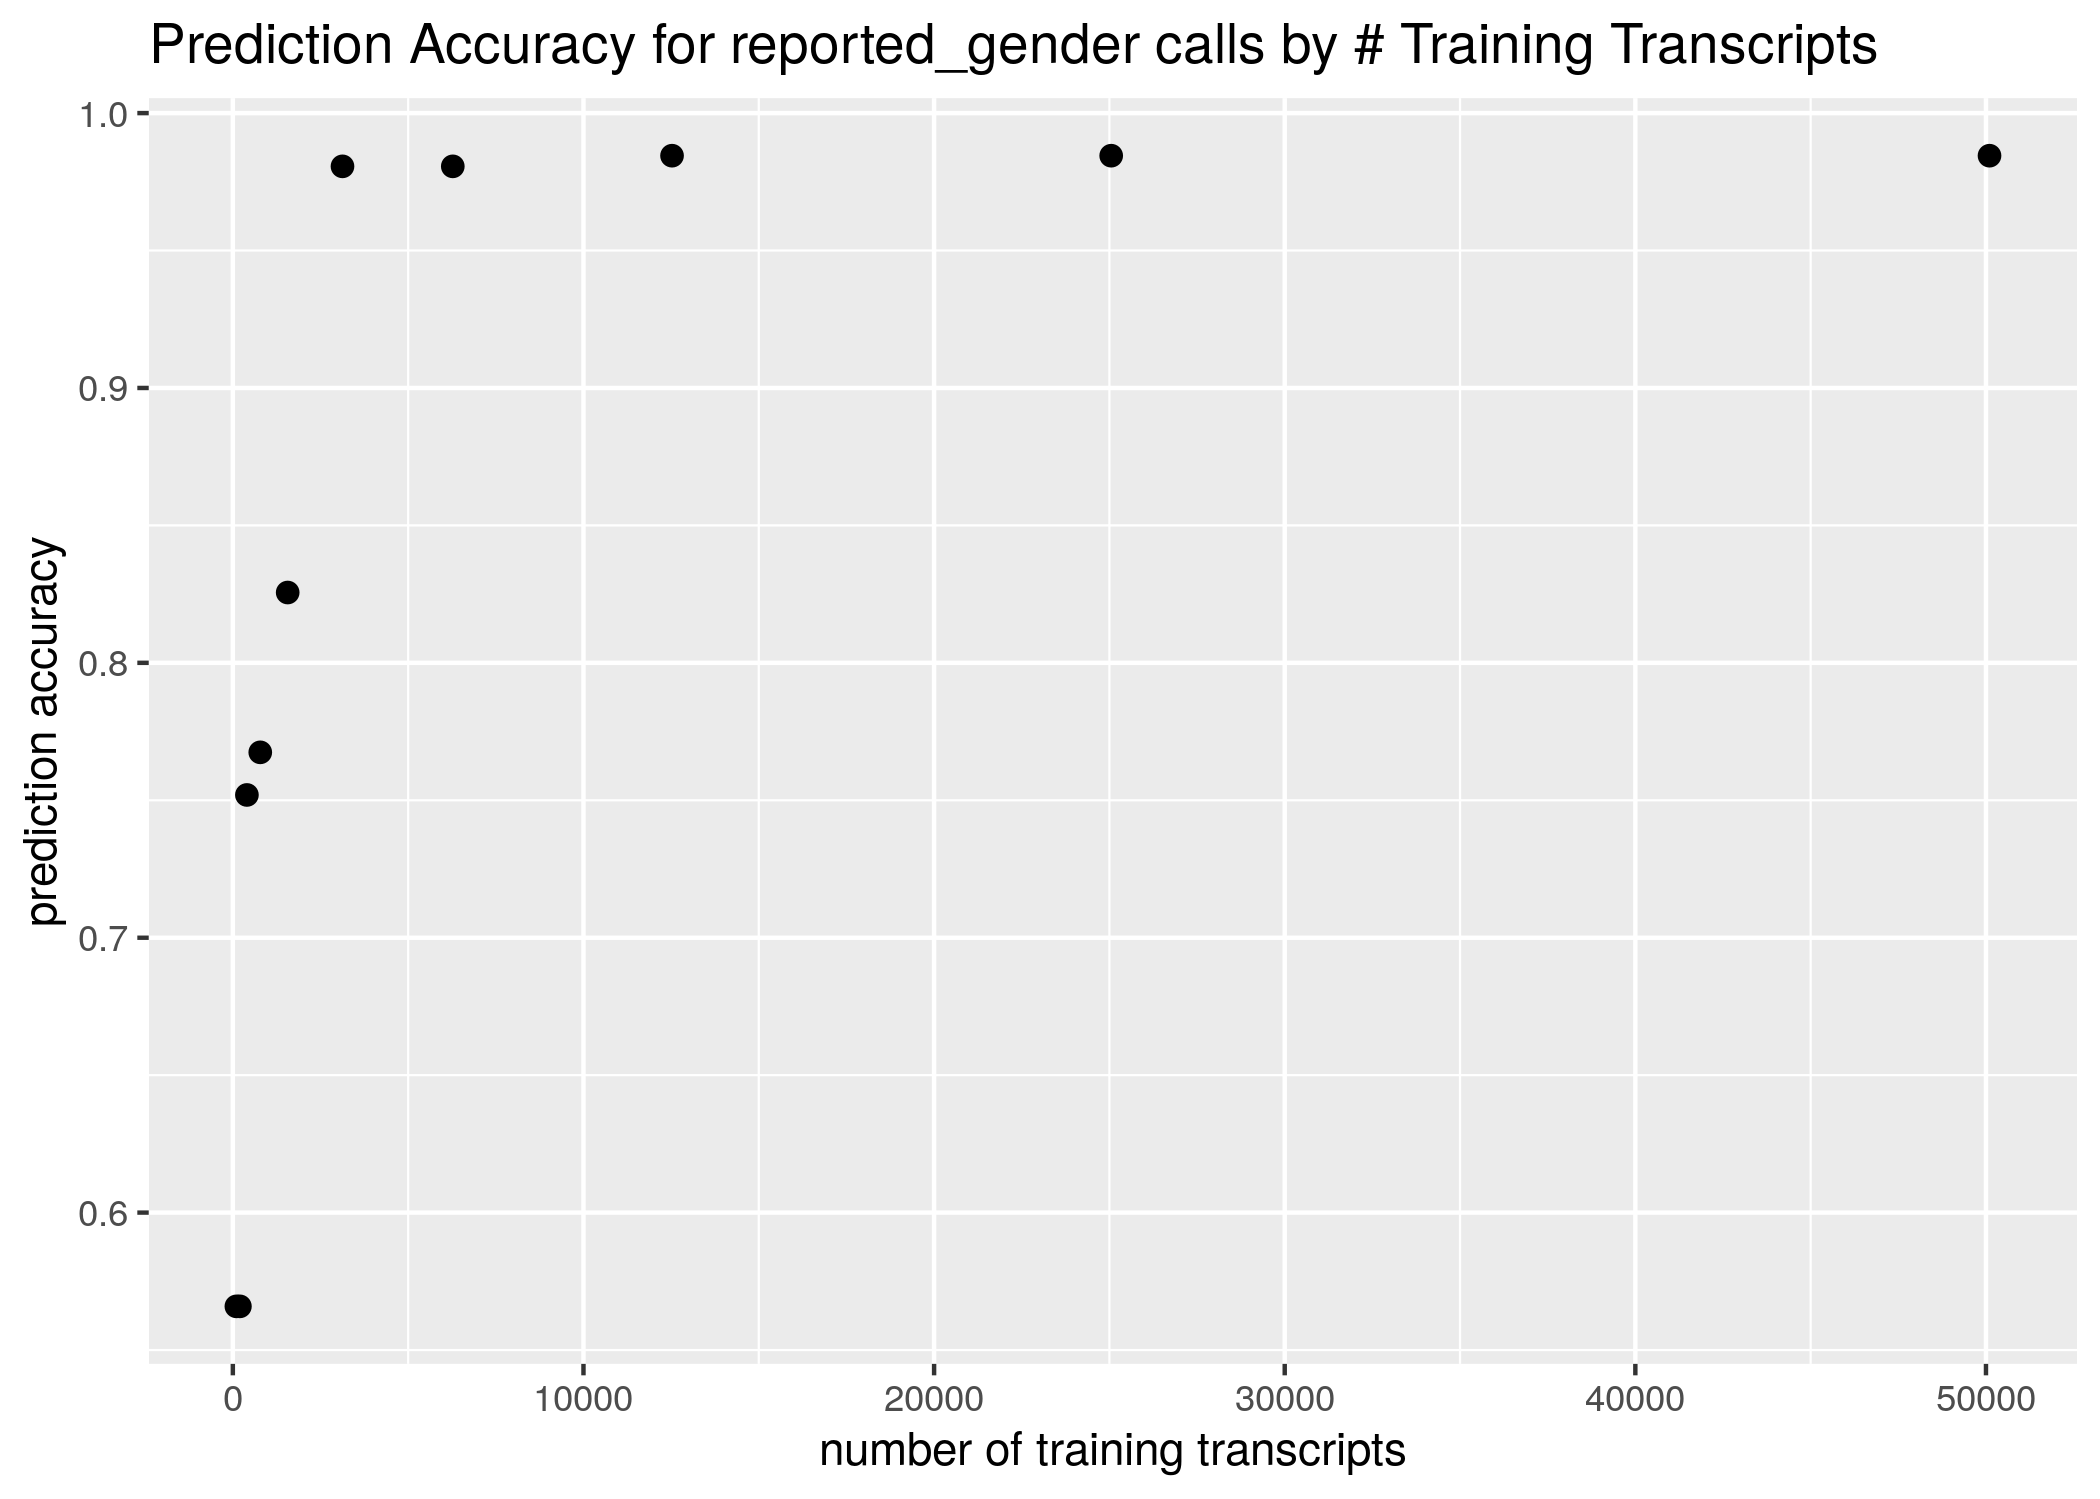 Prediction Accuracy for reported_gender calls by # Training Transcripts
1.0
0.9
0.8
0.7
0.6
prediction accuracy
0 10000 20000 30000 40000 50000
number of training transcripts